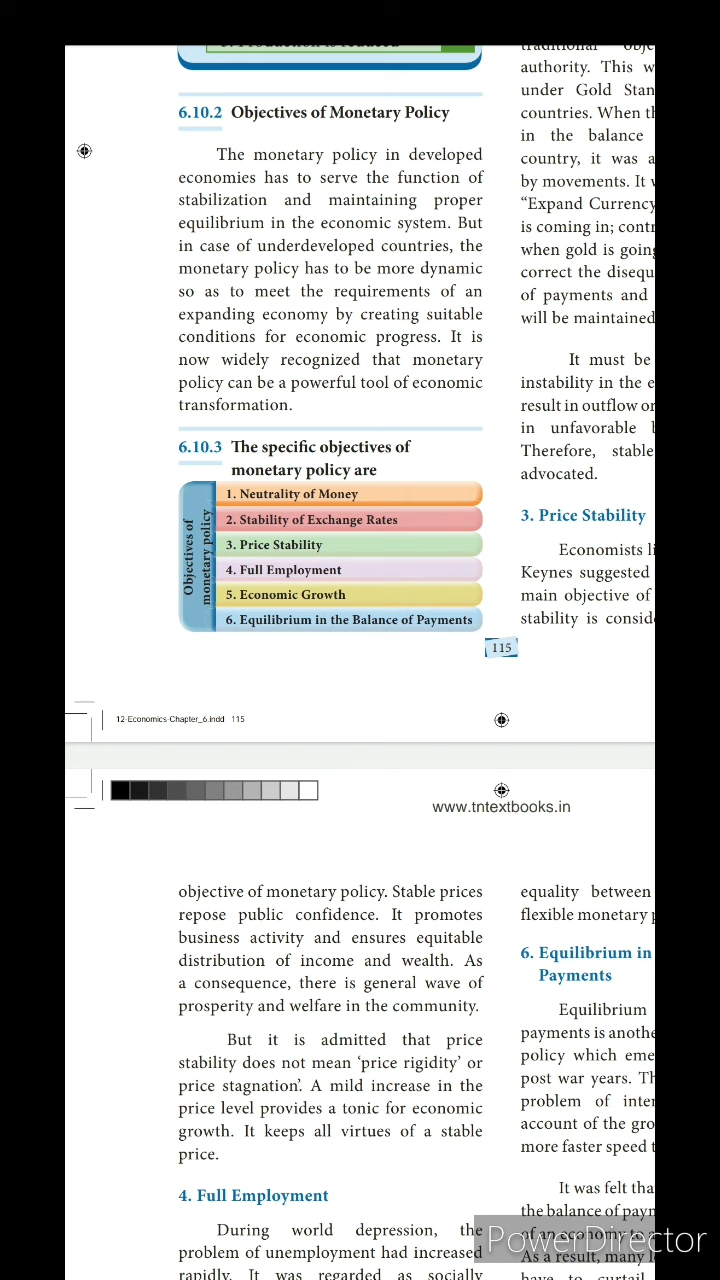 6.10.2 Objectives of Monetary Policy
The monetary policy in developed
economies has to serve the function of
stabilization and maintaining proper
equilibrium in the economic system. But
in case of underdeveloped countries, the
monetary policy has to be more dynamic
so as to meet the requirements of an
expanding economy by creating suitable
conditions for economic progress. It is
now widely recognized that monetary
policy can be a powerful tool of economic
transformation.
6.10.3 The specific objectives of
monetary policy are
Objectives of
monetary policy
1. Neutrality of Money
2. Stability of Exchange Rates
3. Price Stability
4. Full Employment
5. Economic Growth
6. Equilibrium in the Balance of Payments
authority. This w
under Gold Stan
countries. When th
in the balance
country, it was a
by movements. It
“Expand Currency
is coming in; contr
when gold is going
correct the disequ
of payments and
will be maintained
It must be
instability in the e
result in outflow or
in unfavorable
Therefore, stable
advocated.
3. Price Stability
Economists li
Keynes suggested
main objective of
stability is consid
115
12-Economics-Chapter_6.indd 115
www.tntextbooks.in
objective of monetary policy. Stable prices
repose public confidence. It promotes
business activity and ensures equitable
distribution of income and wealth. As
a consequence, there is general wave of
prosperity and welfare in the community.
But it is admitted that price
stability does not mean ‘price rigidity’ or
price stagnation’. A mild increase in the
price level provides a tonic for economic
growth. It keeps all virtues of a stable
price.
4. Full Employment
During world depression, the
problem of unemployment had increased
rapidly. It was regarded as socially
equality between
flexible monetary
6. Equilibrium in
Payments
Equilibrium
payments is anothe
policy which eme
post war years. Th
problem of inter
account of the gro
more faster speed t
It was felt tha
the balance of payn
of an economy to
As a result, many
have to curtail
PowerDirector